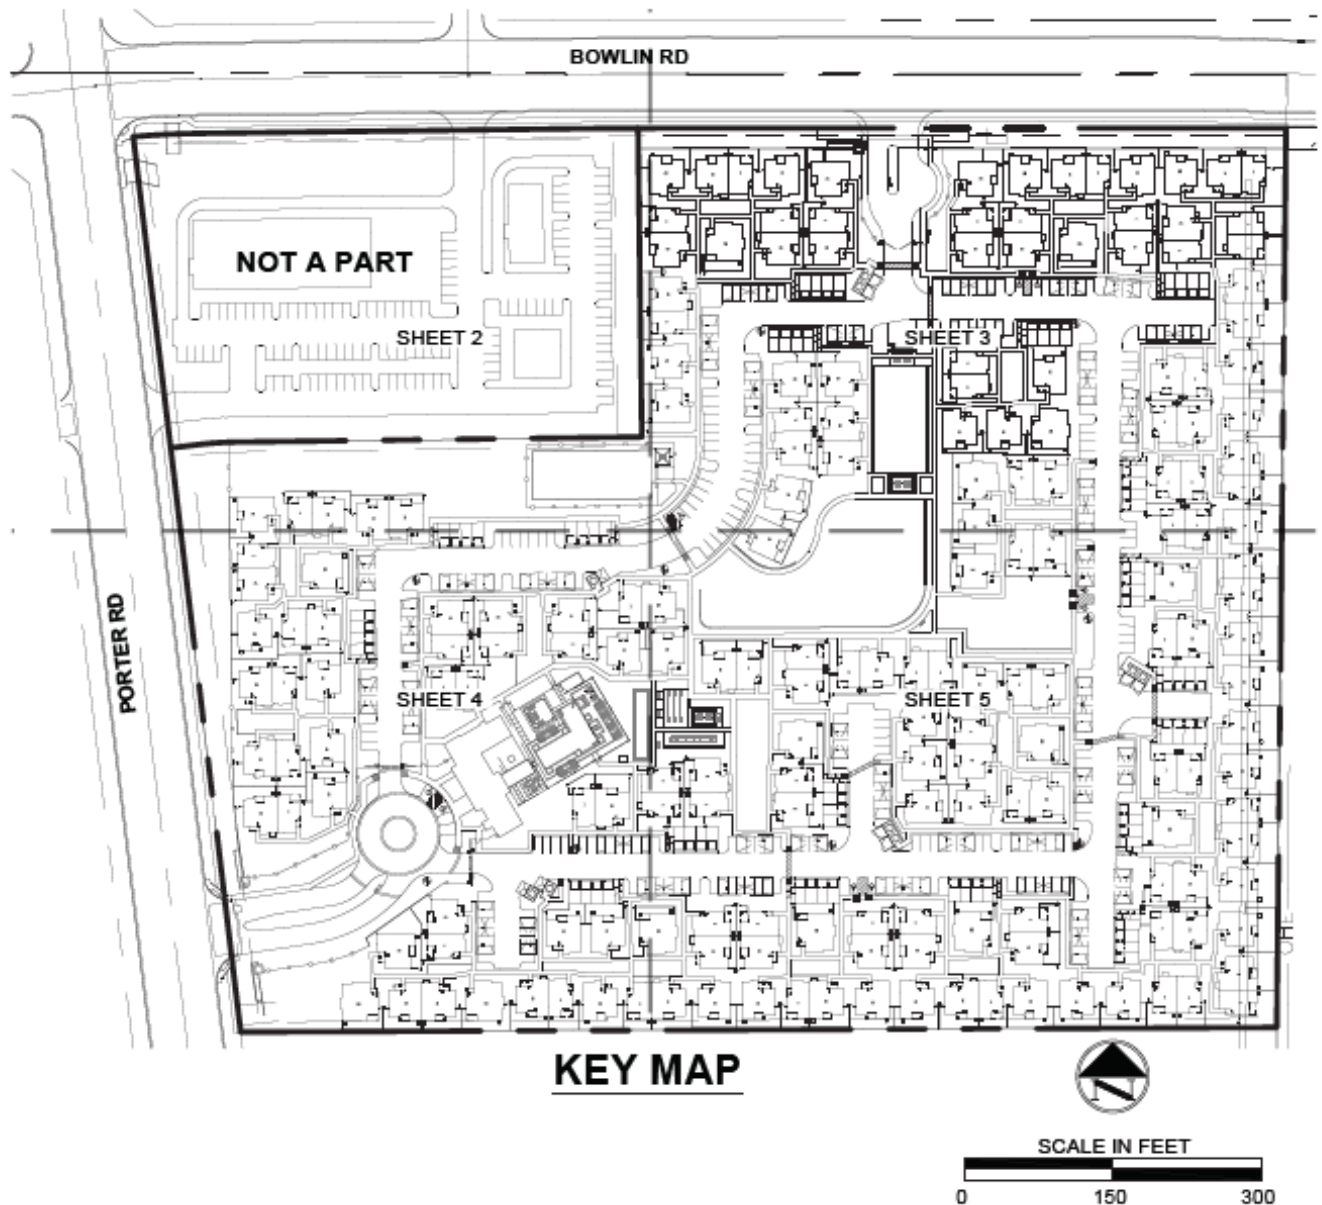 BOWLIN RD
NOT A PART
SHEET 2
SHEET 3
PORTER RD
SHEET 4
SHEET 5
KEY MAP
N
SCALE IN FEET
0 150 300